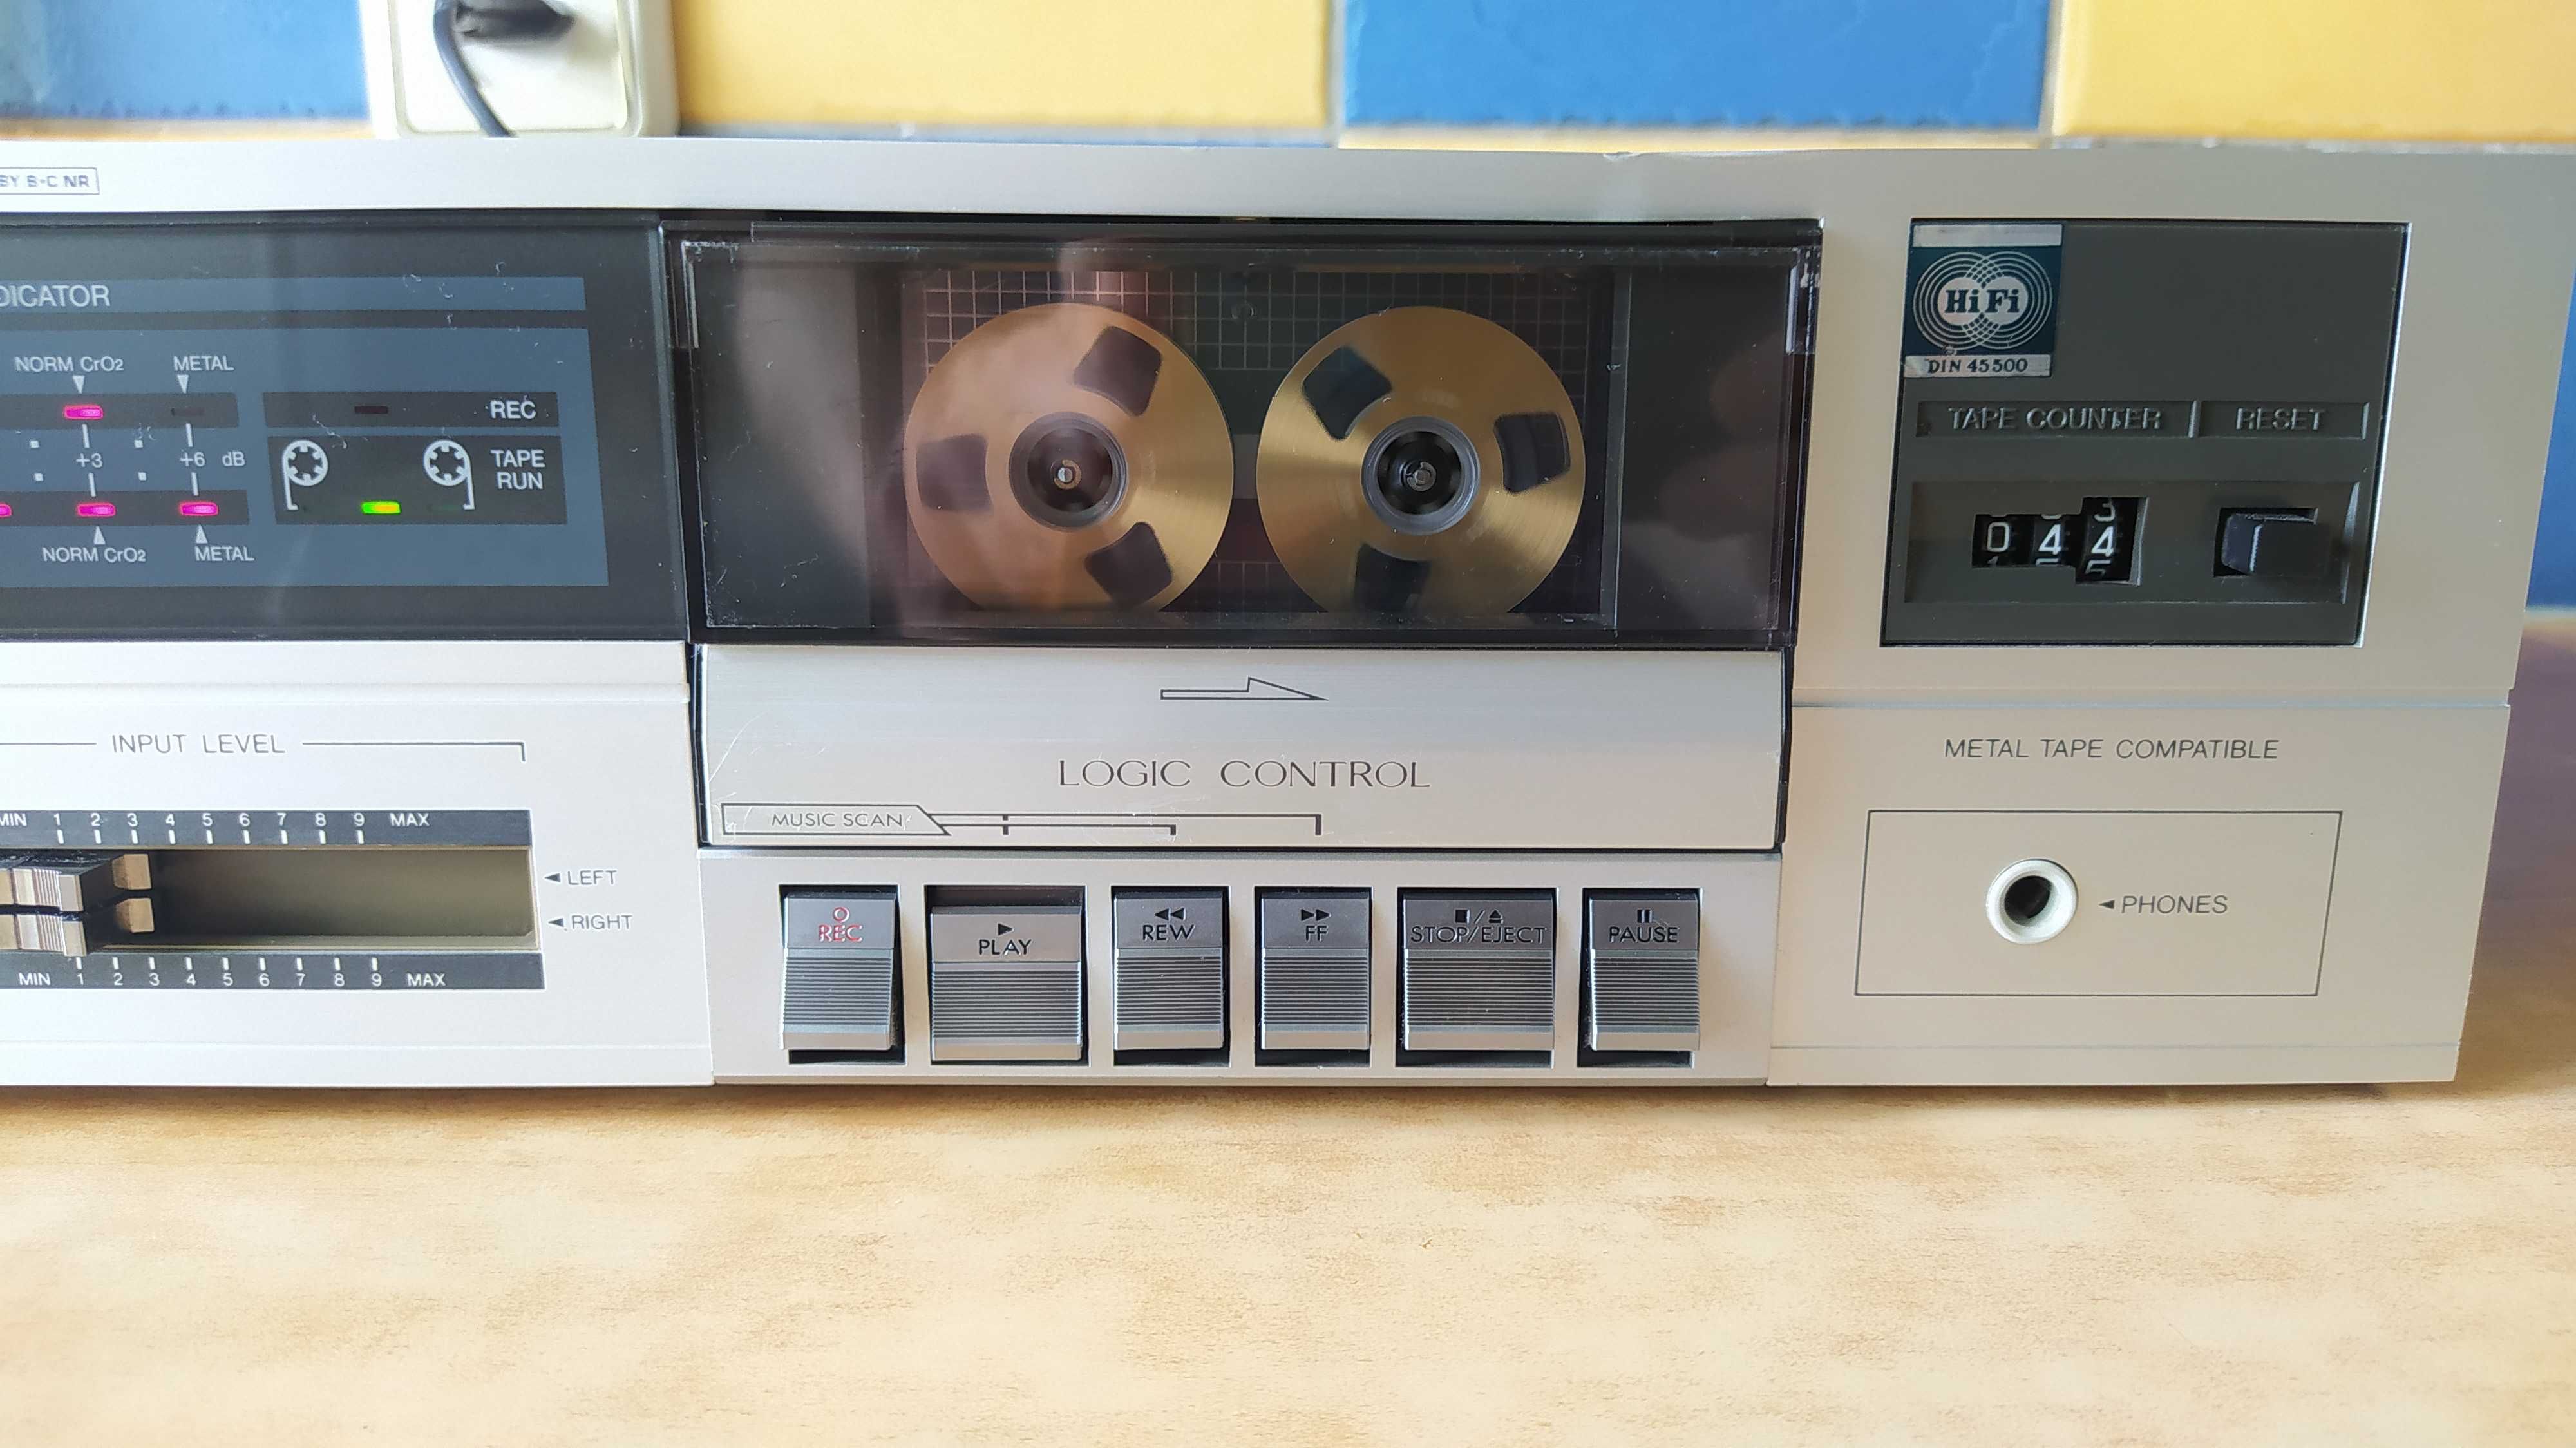 BY B-C NR
DICATOR
NORM CrO2
METAL
+3
+6 dB
NORM CrO2
METAL
REC
TAPE
RUN
Hi Fi
DIN 45500
TAPE COUNTER
RESET
3
0 4 4
5
INPUT LEVEL
MIN 1 2 3 4 5 6 7 8 9 MAX
LEFT
RIGHT
MIN 1 2 3 4 5 6 7 8 9 MAX
LOGIC CONTROL
MUSIC SCAN
REC
PLAY
REW
FF
STOP/EJECT
PAUSE
METAL TAPE COMPATIBLE
PHONES